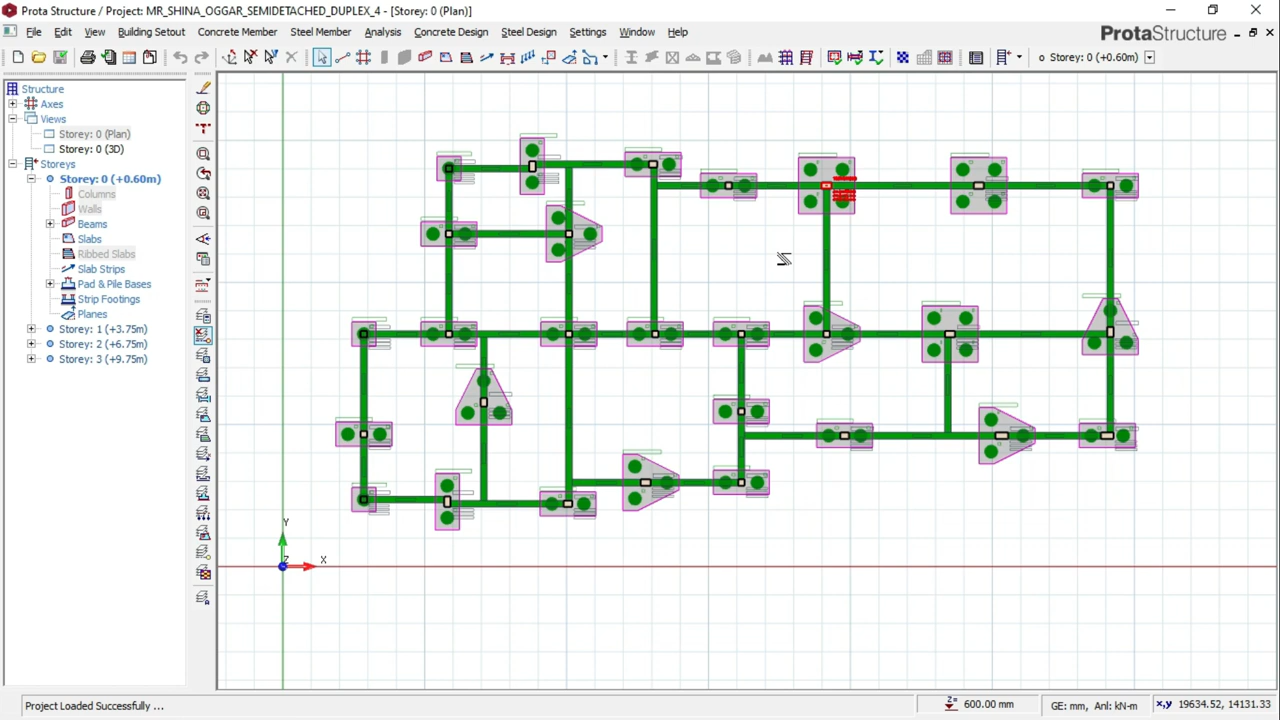 Prota Structure / Project: MR_SHINA_OGGAR_SEMIDETACHED_DUPLEX_4 - [Storey: 0 (Plan)]
File Edit View Building Setout Concrete Member Steel Member Analysis Concrete Design Steel Design Settings Window Help
ProtaStructure
Storey: 0 (+0.60m)
Structure
Axes
Views
Storey: 0 (Plan)
Storey: 0 (3D)
Storeys
Storey: 0 (+0.60m)
Columns
Walls
Beams
Slabs
Ribbed Slabs
Slab Strips
Pad & Pile Bases
Strip Footings
Planes
Storey: 1 (+3.75m)
Storey: 2 (+6.75m)
Storey: 3 (+9.75m)
Y
Z
X
Project Loaded Successfully ...
Z=
600.00 mm
GE: mm, Anl: kN-m
x,y 19634.52, 14131.33